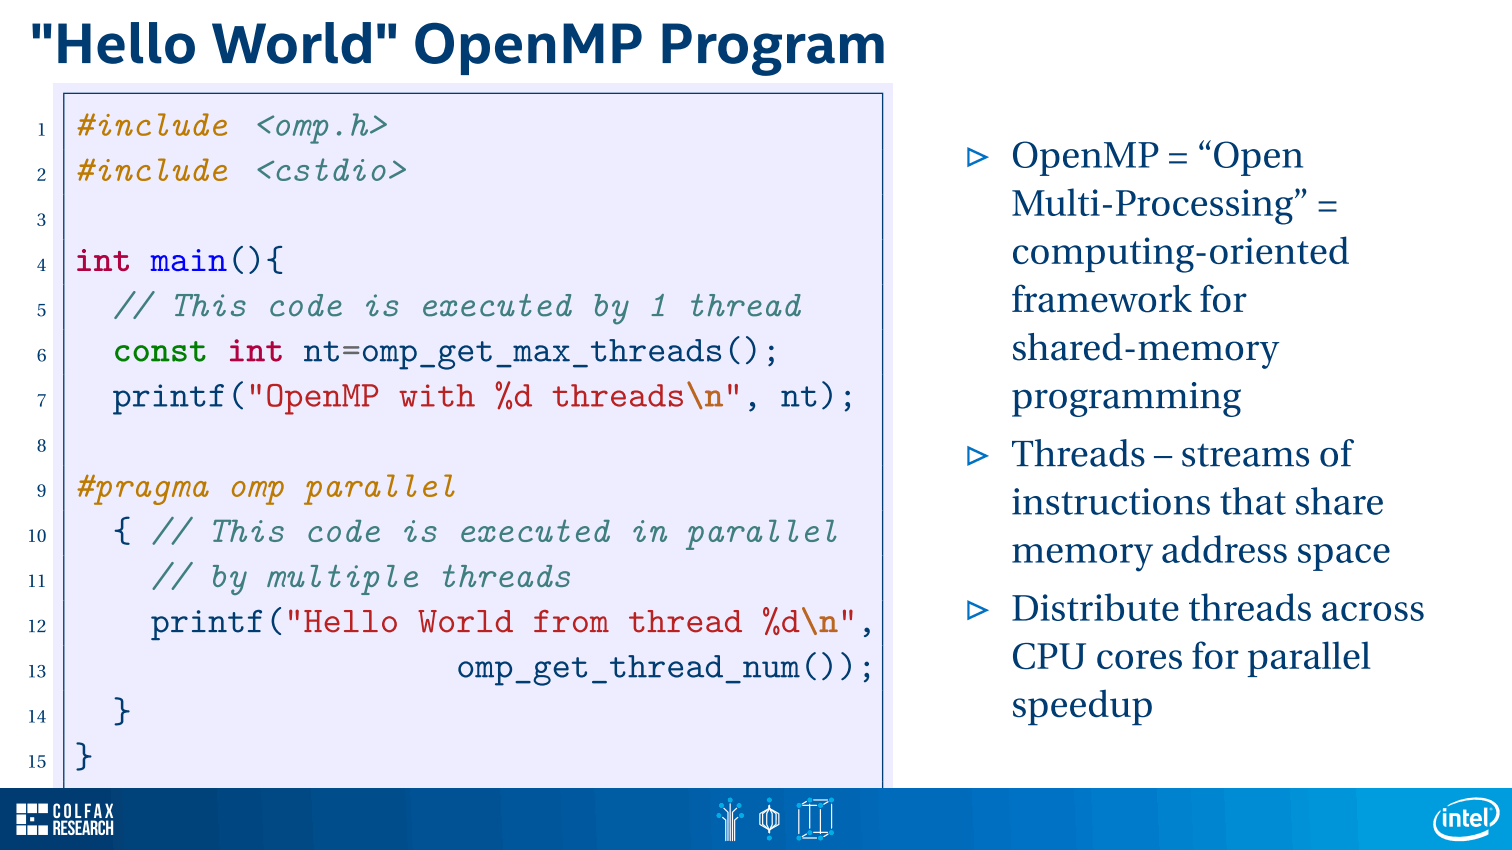 "Hello World" OpenMP Program
1 #include <omp.h>
2 #include <cstdio>
3
4 int main(){
5   // This code is executed by 1 thread
6   const int nt=omp_get_max_threads();
7   printf("OpenMP with %d threads\n", nt);
8
9 #pragma omp parallel
10   { // This code is executed in parallel
11     // by multiple threads
12     printf("Hello World from thread %d\n",
13                     omp_get_thread_num());
14   }
15 }
▷ OpenMP = “Open
Multi-Processing” =
computing-oriented
framework for
shared-memory
programming
▷ Threads – streams of
instructions that share
memory address space
▷ Distribute threads across
CPU cores for parallel
speedup
COLFAX
RESEARCH
intel